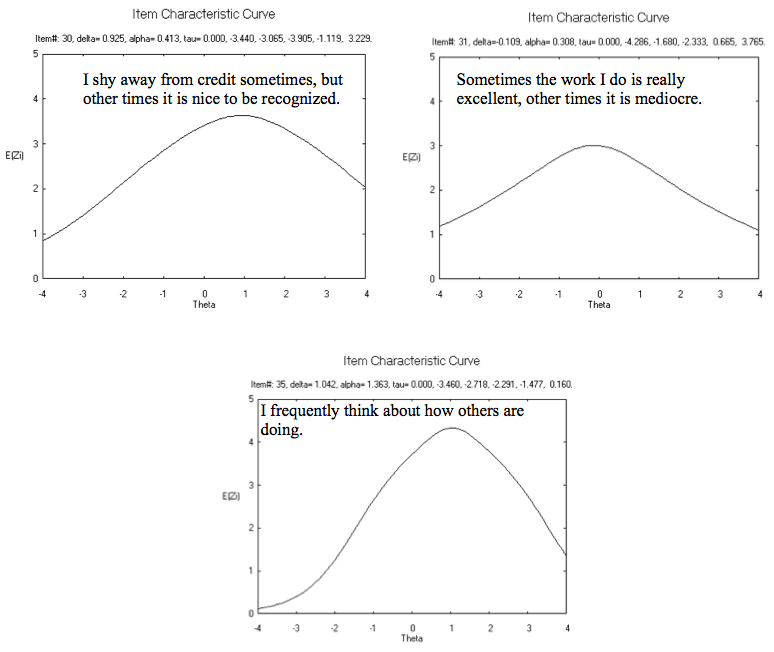 Item Characteristic Curve
Item#: 30, delta= 0.925, alpha= 0.413, tau= 0.000, -3.440, -3.065, -3.905, -1.119, 3.229.
5
I shy away from credit sometimes, but
other times it is nice to be recognized.
4
3
E(Zi)
2
1
0
-4 -3 -2 -1 0 1 2 3 4
Theta
Item Characteristic Curve
Item#: 31, delta=-0.109, alpha= 0.308, tau= 0.000, -4.286, -1.680, -2.333, 0.665, 3.765.
5
Sometimes the work I do is really
excellent, other times it is mediocre.
4
3
E(Zi)
2
1
0
-4 -3 -2 -1 0 1 2 3 4
Theta
Item Characteristic Curve
Item#: 35, delta= 1.042, alpha= 1.363, tau= 0.000, -3.460, -2.718, -2.291, -1.477, 0.160.
5
I frequently think about how others are
doing.
4
3
E(Zi)
2
1
0
-4 -3 -2 -1 0 1 2 3 4
Theta